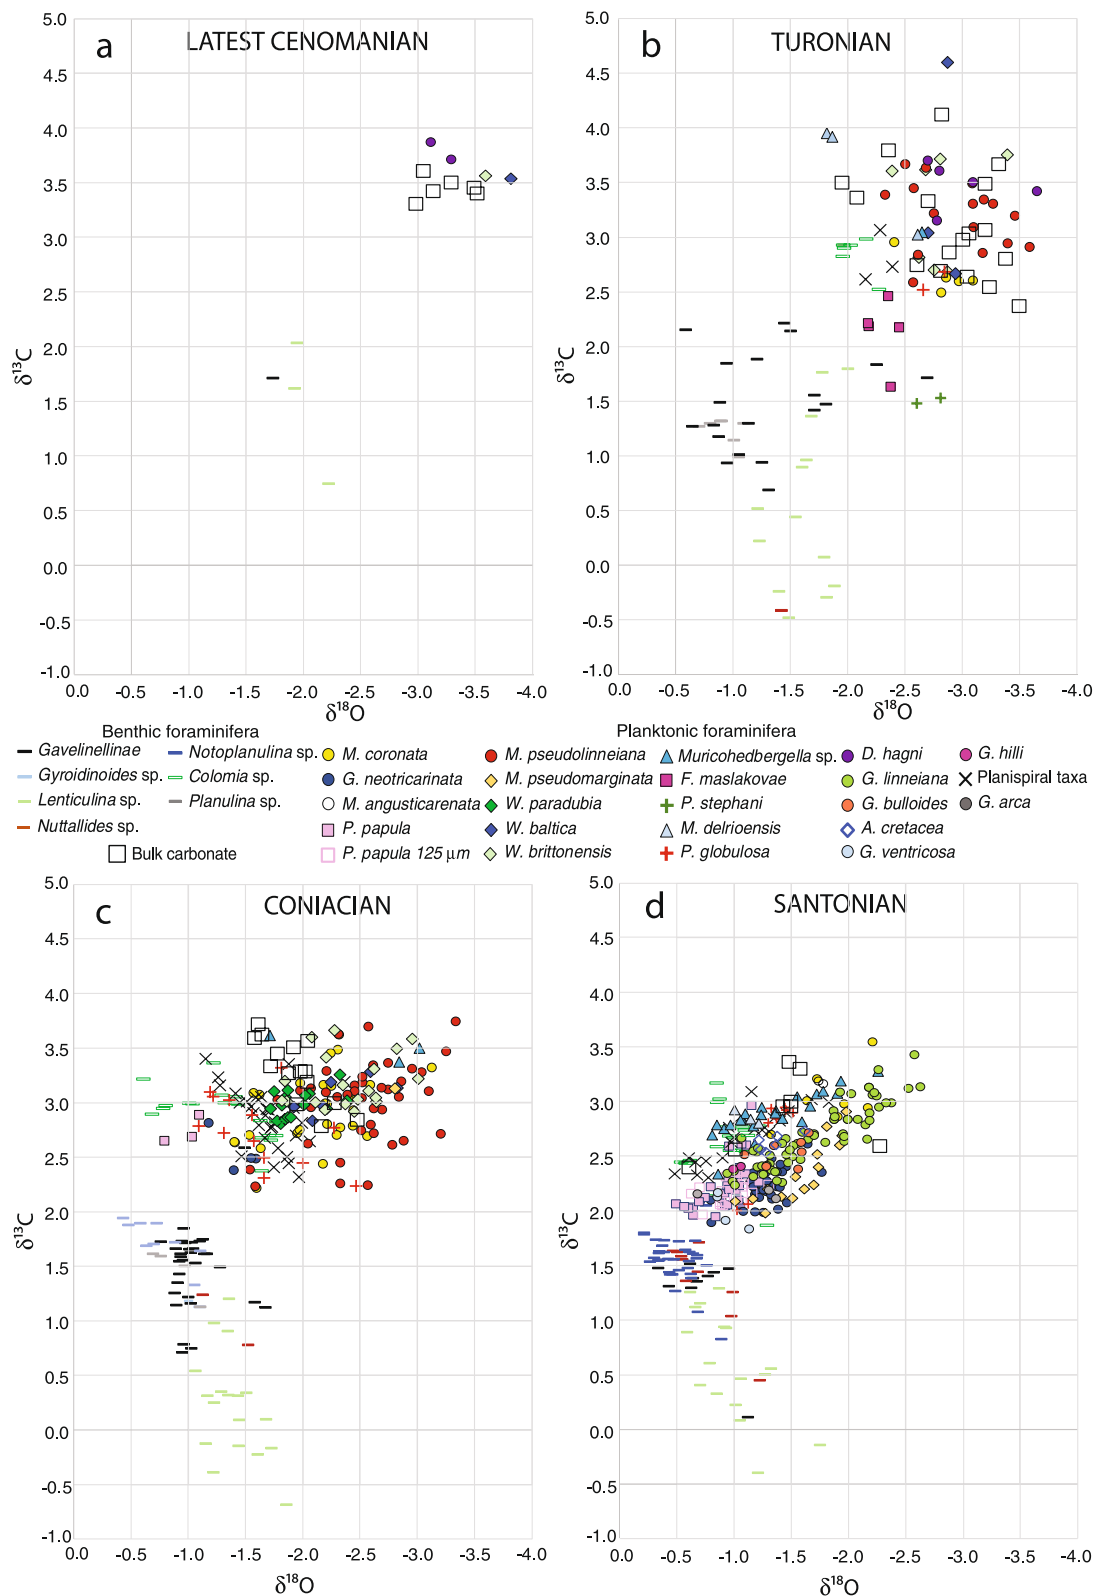 a LATEST CENOMANIAN
5.0
4.5
4.0
3.5
3.0
2.5
2.0
1.5
1.0
0.5
0.0
-0.5
-1.0
δ13C
0.0 -0.5 -1.0 -1.5 -2.0 -2.5 -3.0 -3.5 -4.0
δ18O
b TURONIAN
5.0
4.5
4.0
3.5
3.0
2.5
2.0
1.5
1.0
0.5
0.0
-0.5
-1.0
δ13C
0.0 -0.5 -1.0 -1.5 -2.0 -2.5 -3.0 -3.5 -4.0
δ18O
Benthic foraminifera
Gavelinellinae
Gyroidinoides sp.
Lenticulina sp.
Nuttallides sp.
Notoplanulina sp.
Colomia sp.
Planulina sp.
Bulk carbonate
Planktonic foraminifera
M. coronata
G. neotricarinata
M. angusticarenata
P. papula
P. papula 125 µm
M. pseudolinneiana
M. pseudomarginata
W. paradubia
W. baltica
W. brittonensis
Muricohedbergella sp.
F. maslakovae
P. stephani
M. delrioensis
P. globulosa
D. hagni
G. linneiana
G. bulloides
A. cretacea
G. ventricosa
G. hilli
Planispiral taxa
G. arca
c CONIACIAN
5.0
4.5
4.0
3.5
3.0
2.5
2.0
1.5
1.0
0.5
0.0
-0.5
-1.0
δ13C
0.0 -0.5 -1.0 -1.5 -2.0 -2.5 -3.0 -3.5 -4.0
δ18O
d SANTONIAN
5.0
4.5
4.0
3.5
3.0
2.5
2.0
1.5
1.0
0.5
0.0
-0.5
-1.0
δ13C
0.0 -0.5 -1.0 -1.5 -2.0 -2.5 -3.0 -3.5 -4.0
δ18O